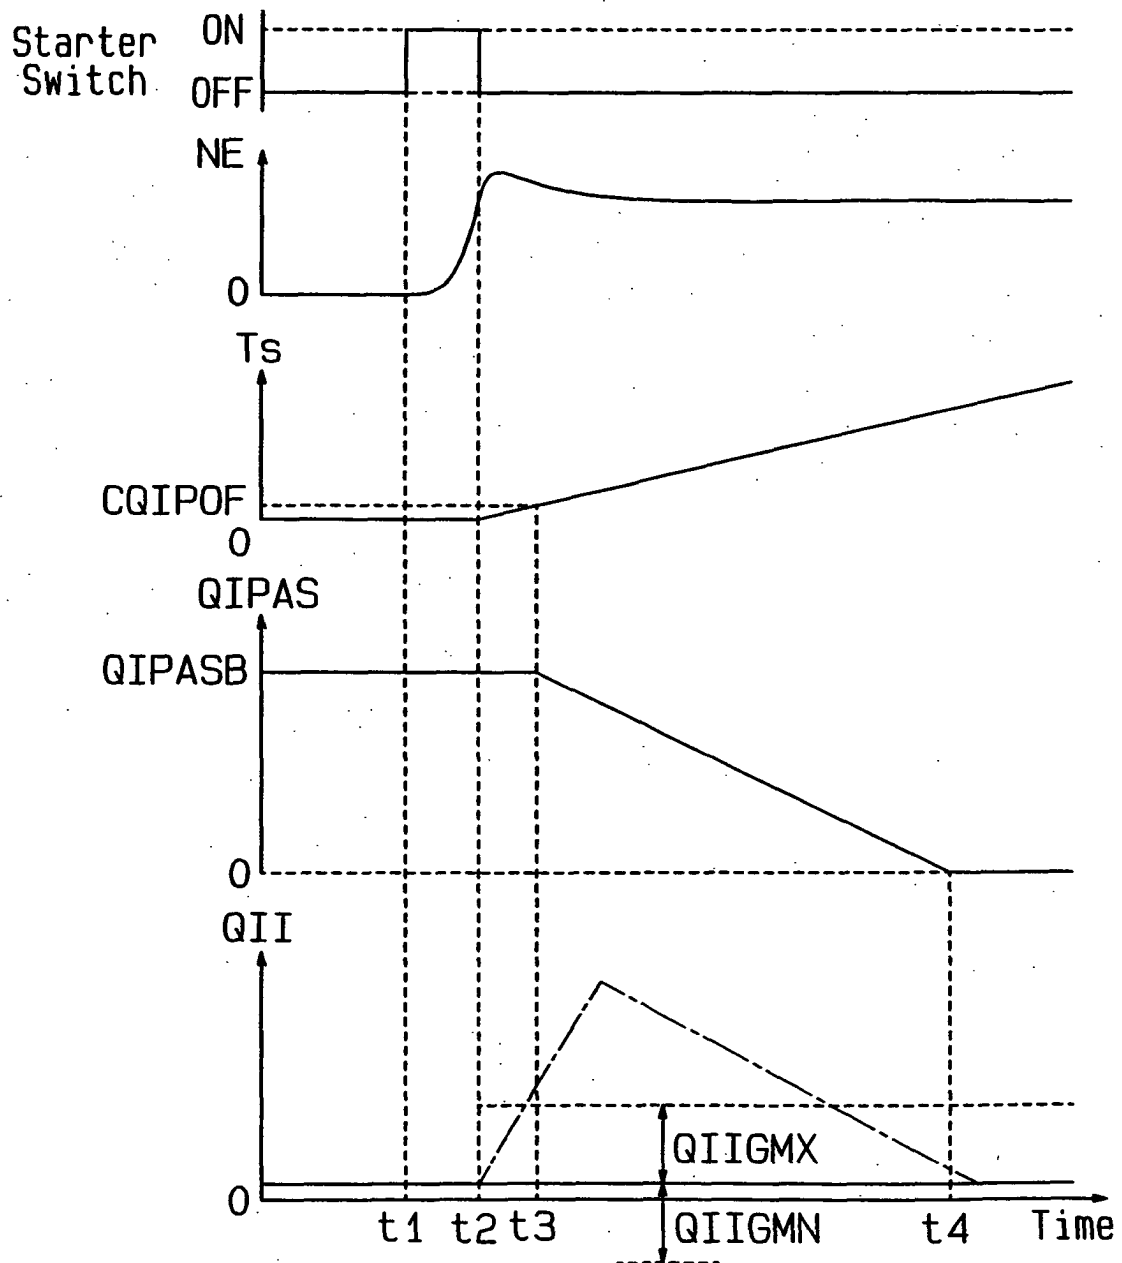 Starter
Switch
ON
OFF
NE
0
Ts
CQIPOF
0
QIPAS
QIPASB
0
QII
QIIGMX
0
t1 t2 t3 QIIGMN t4 Time